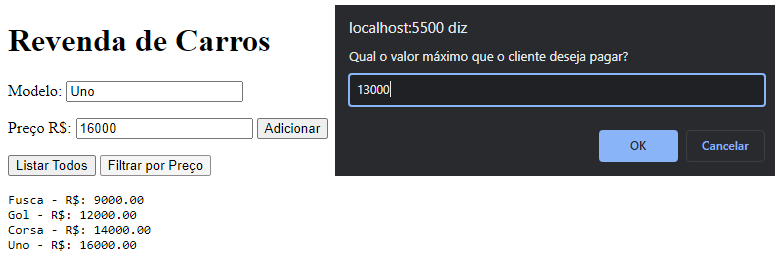 Revenda de Carros
Modelo: Uno
Preço R$: 16000 Adicionar
Listar Todos Filtrar por Preço
Fusca - R$: 9000.00
Gol - R$: 12000.00
Corsa - R$: 14000.00
Uno - R$: 16000.00
localhost:5500 diz
Qual o valor máximo que o cliente deseja pagar?
13000
OK Cancelar